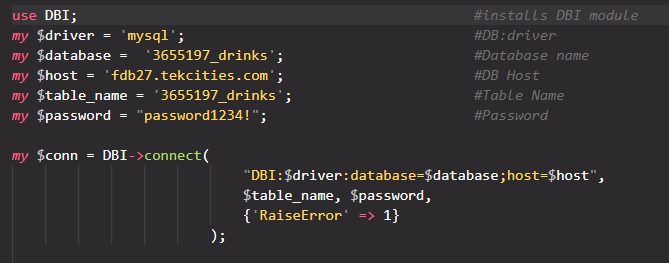 use DBI; #installs DBI module
my $driver = 'mysql'; #DB:driver
my $database =  '3655197_drinks'; #Database name
my $host = 'fdb27.tekcities.com'; #DB Host
my $table_name = '3655197_drinks'; #Table Name
my $password = "password1234!"; #Password
my $conn = DBI->connect(
"DBI:$driver:database=$database;host=$host",
$table_name, $password,
{'RaiseError' => 1}
);